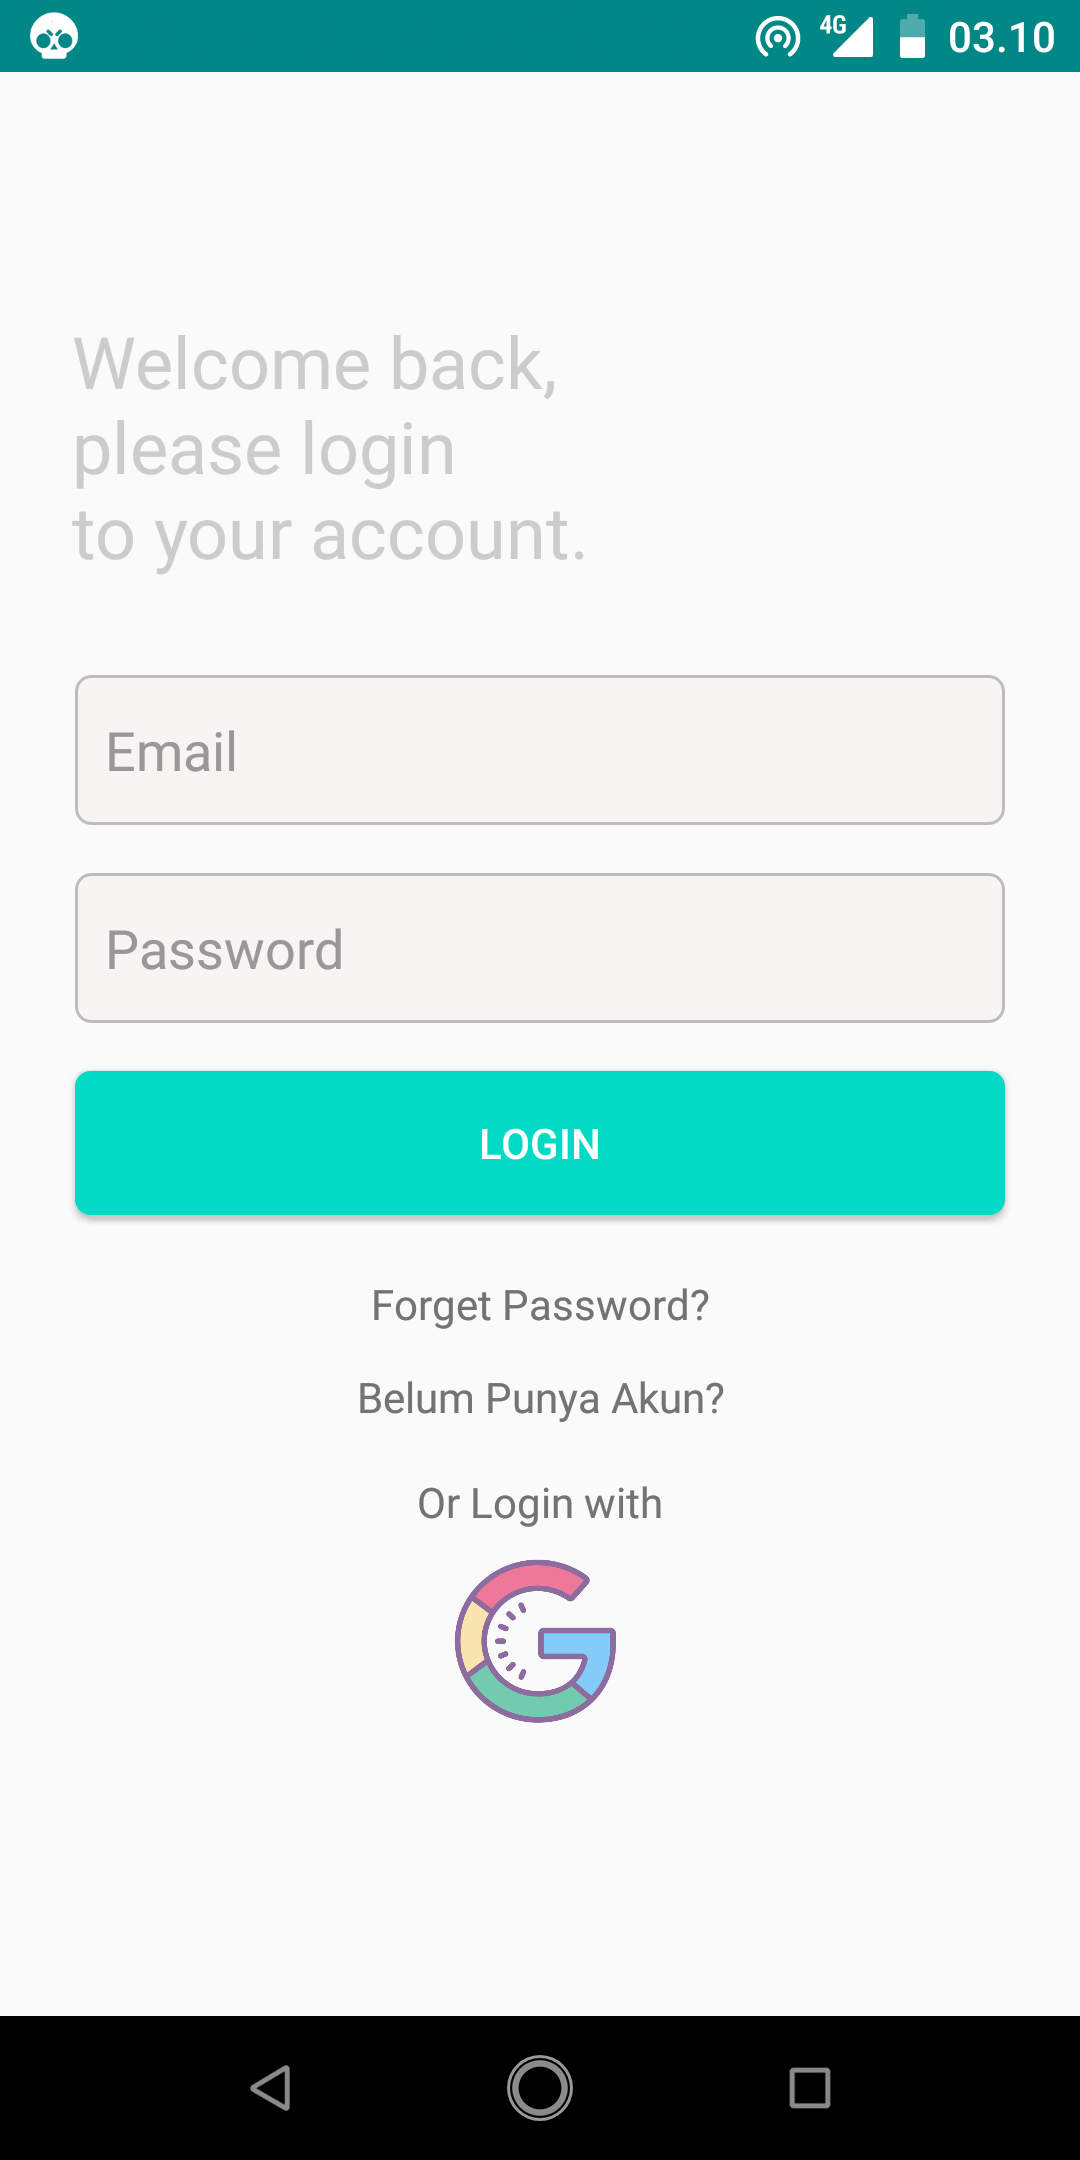 4G 03.10
Welcome back,
please login
to your account.
Email
Password
LOGIN
Forget Password?
Belum Punya Akun?
Or Login with